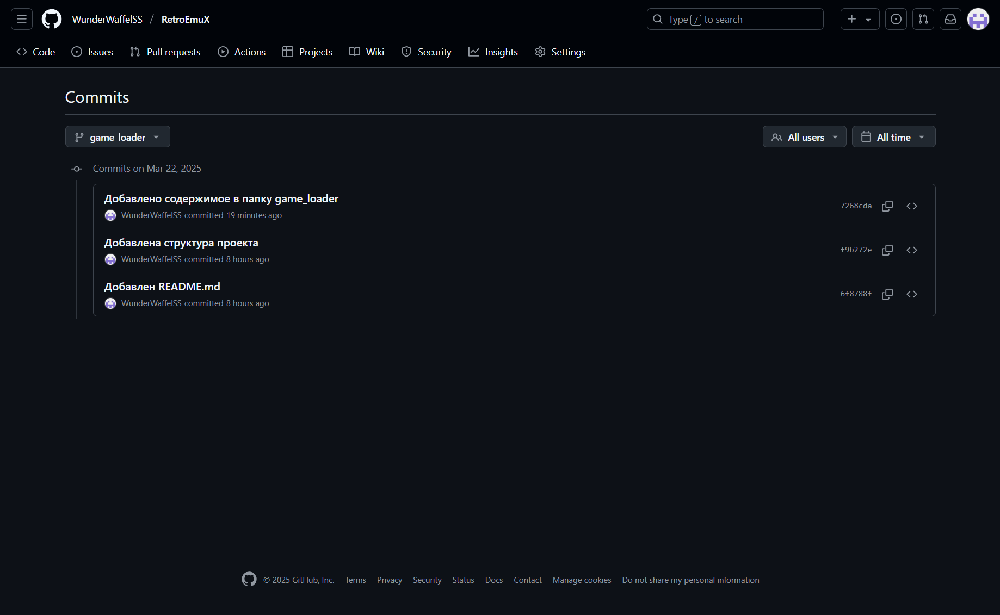 WunderWaffelSS / RetroEmuX
Type / to search
Code Issues Pull requests Actions Projects Wiki Security Insights Settings
Commits
game_loader
All users All time
Commits on Mar 22, 2025
Добавлено содержимое в папку game_loader
7268cda
WunderWaffelSS committed 19 minutes ago
Добавлена структура проекта
f9b272e
WunderWaffelSS committed 8 hours ago
Добавлен README.md
6f8788f
WunderWaffelSS committed 8 hours ago
© 2025 GitHub, Inc. Terms Privacy Security Status Docs Contact Manage cookies Do not share my personal information